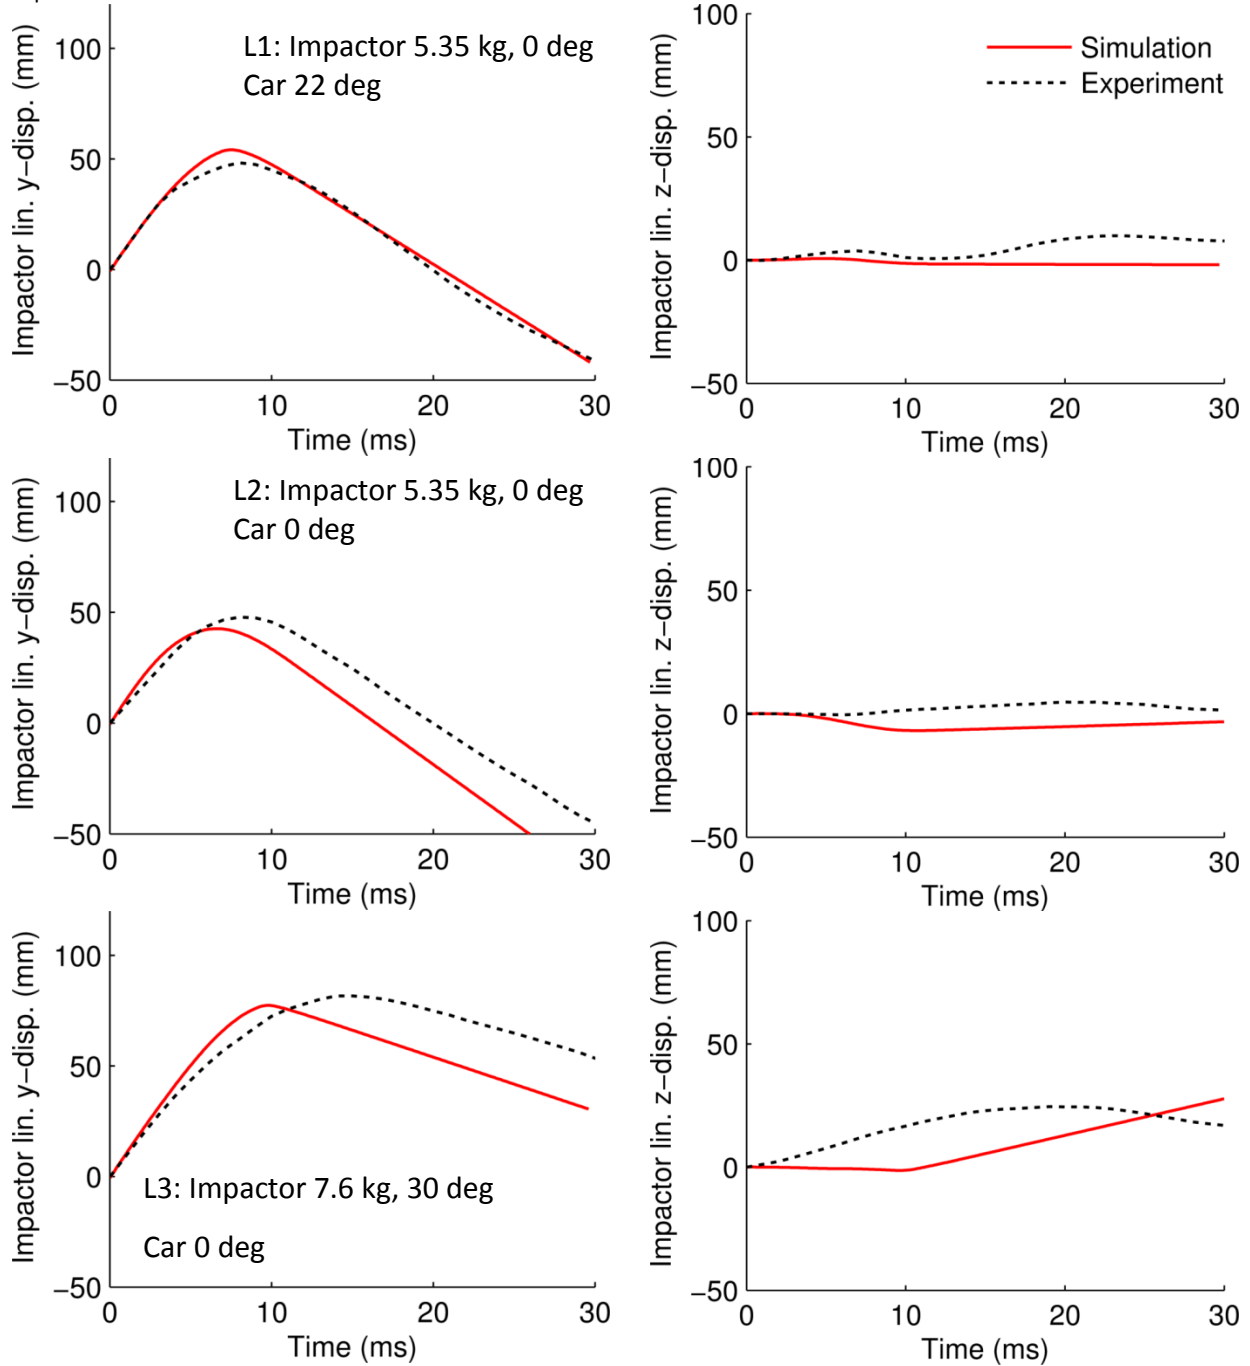 Impactor lin. y-disp. (mm)
100
50
0
−50
L1: Impactor 5.35 kg, 0 deg
Car 22 deg
0 10 20 30
Time (ms)
Impactor lin. z-disp. (mm)
100
50
0
−50
Simulation
Experiment
0 10 20 30
Time (ms)
Impactor lin. y-disp. (mm)
100
50
0
−50
L2: Impactor 5.35 kg, 0 deg
Car 0 deg
0 10 20 30
Time (ms)
Impactor lin. z-disp. (mm)
100
50
0
−50
0 10 20 30
Time (ms)
Impactor lin. y-disp. (mm)
100
50
0
−50
L3: Impactor 7.6 kg, 30 deg
Car 0 deg
0 10 20 30
Time (ms)
Impactor lin. z-disp. (mm)
100
50
0
−50
0 10 20 30
Time (ms)